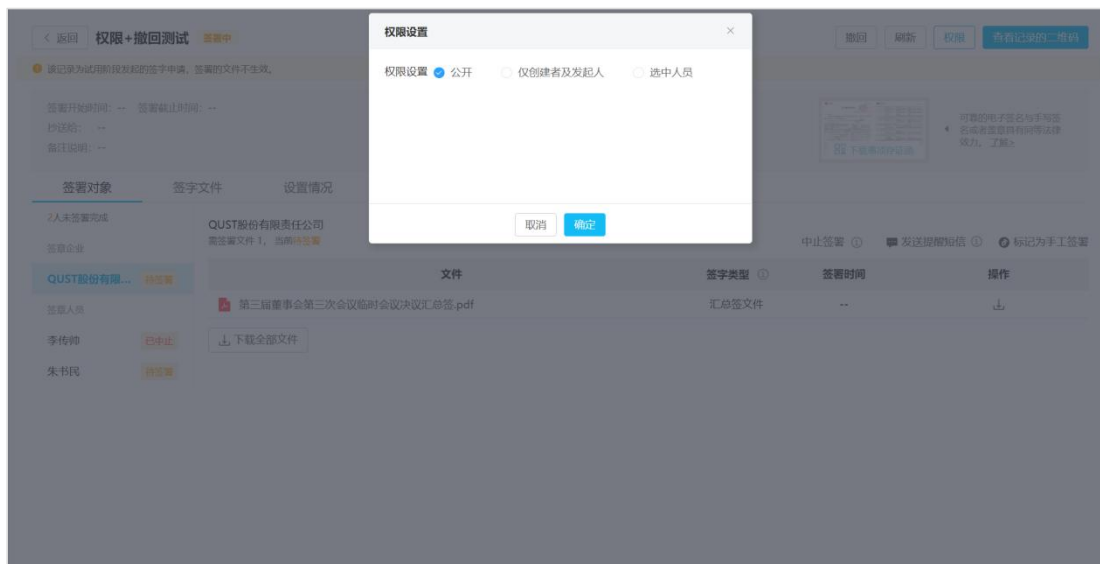 < 返回 权限+撤回测试 签署中 撤回 刷新 权限 查看记录的二维码
该记录为试用阶段发起的签字申请，签署的文件不生效。
签署开始时间： -- 签署截止时间： --
抄送给： --
备注说明： --
可靠的电子签名与手写签
名或者盖章具有同等法律
效力， 了解>
权限设置 ×
权限设置 公开 仅创建者及发起人 选中人员
取消 确定
签署对象 签字文件 设置情况
2人未签署完成
签章企业
QUST股份有限... 待签署
签章人员
李传帅 已中止
朱书民 待签署
QUST股份有限责任公司
需签署文件 1， 当前待签署
中止签署 发送提醒短信 标记为手工签署
文件 签字类型 签署时间 操作
第三届董事会第三次会议临时会议决议汇总签.pdf 汇总签文件 --
下载全部文件